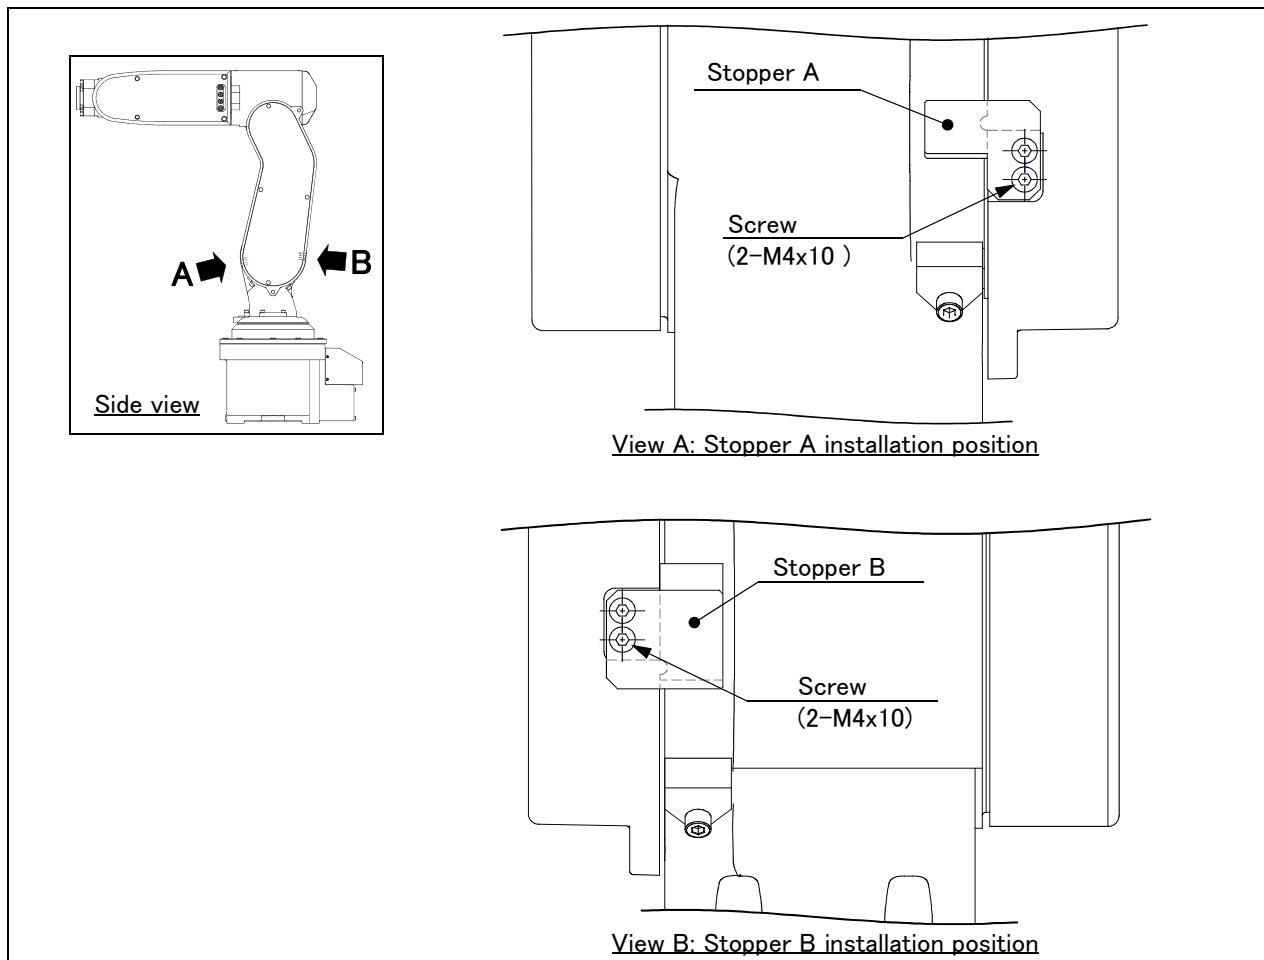 A
B
Side view
Stopper A
Screw
(2-M4x10 )
View A: Stopper A installation position
Stopper B
Screw
(2-M4x10)
View B: Stopper B installation position